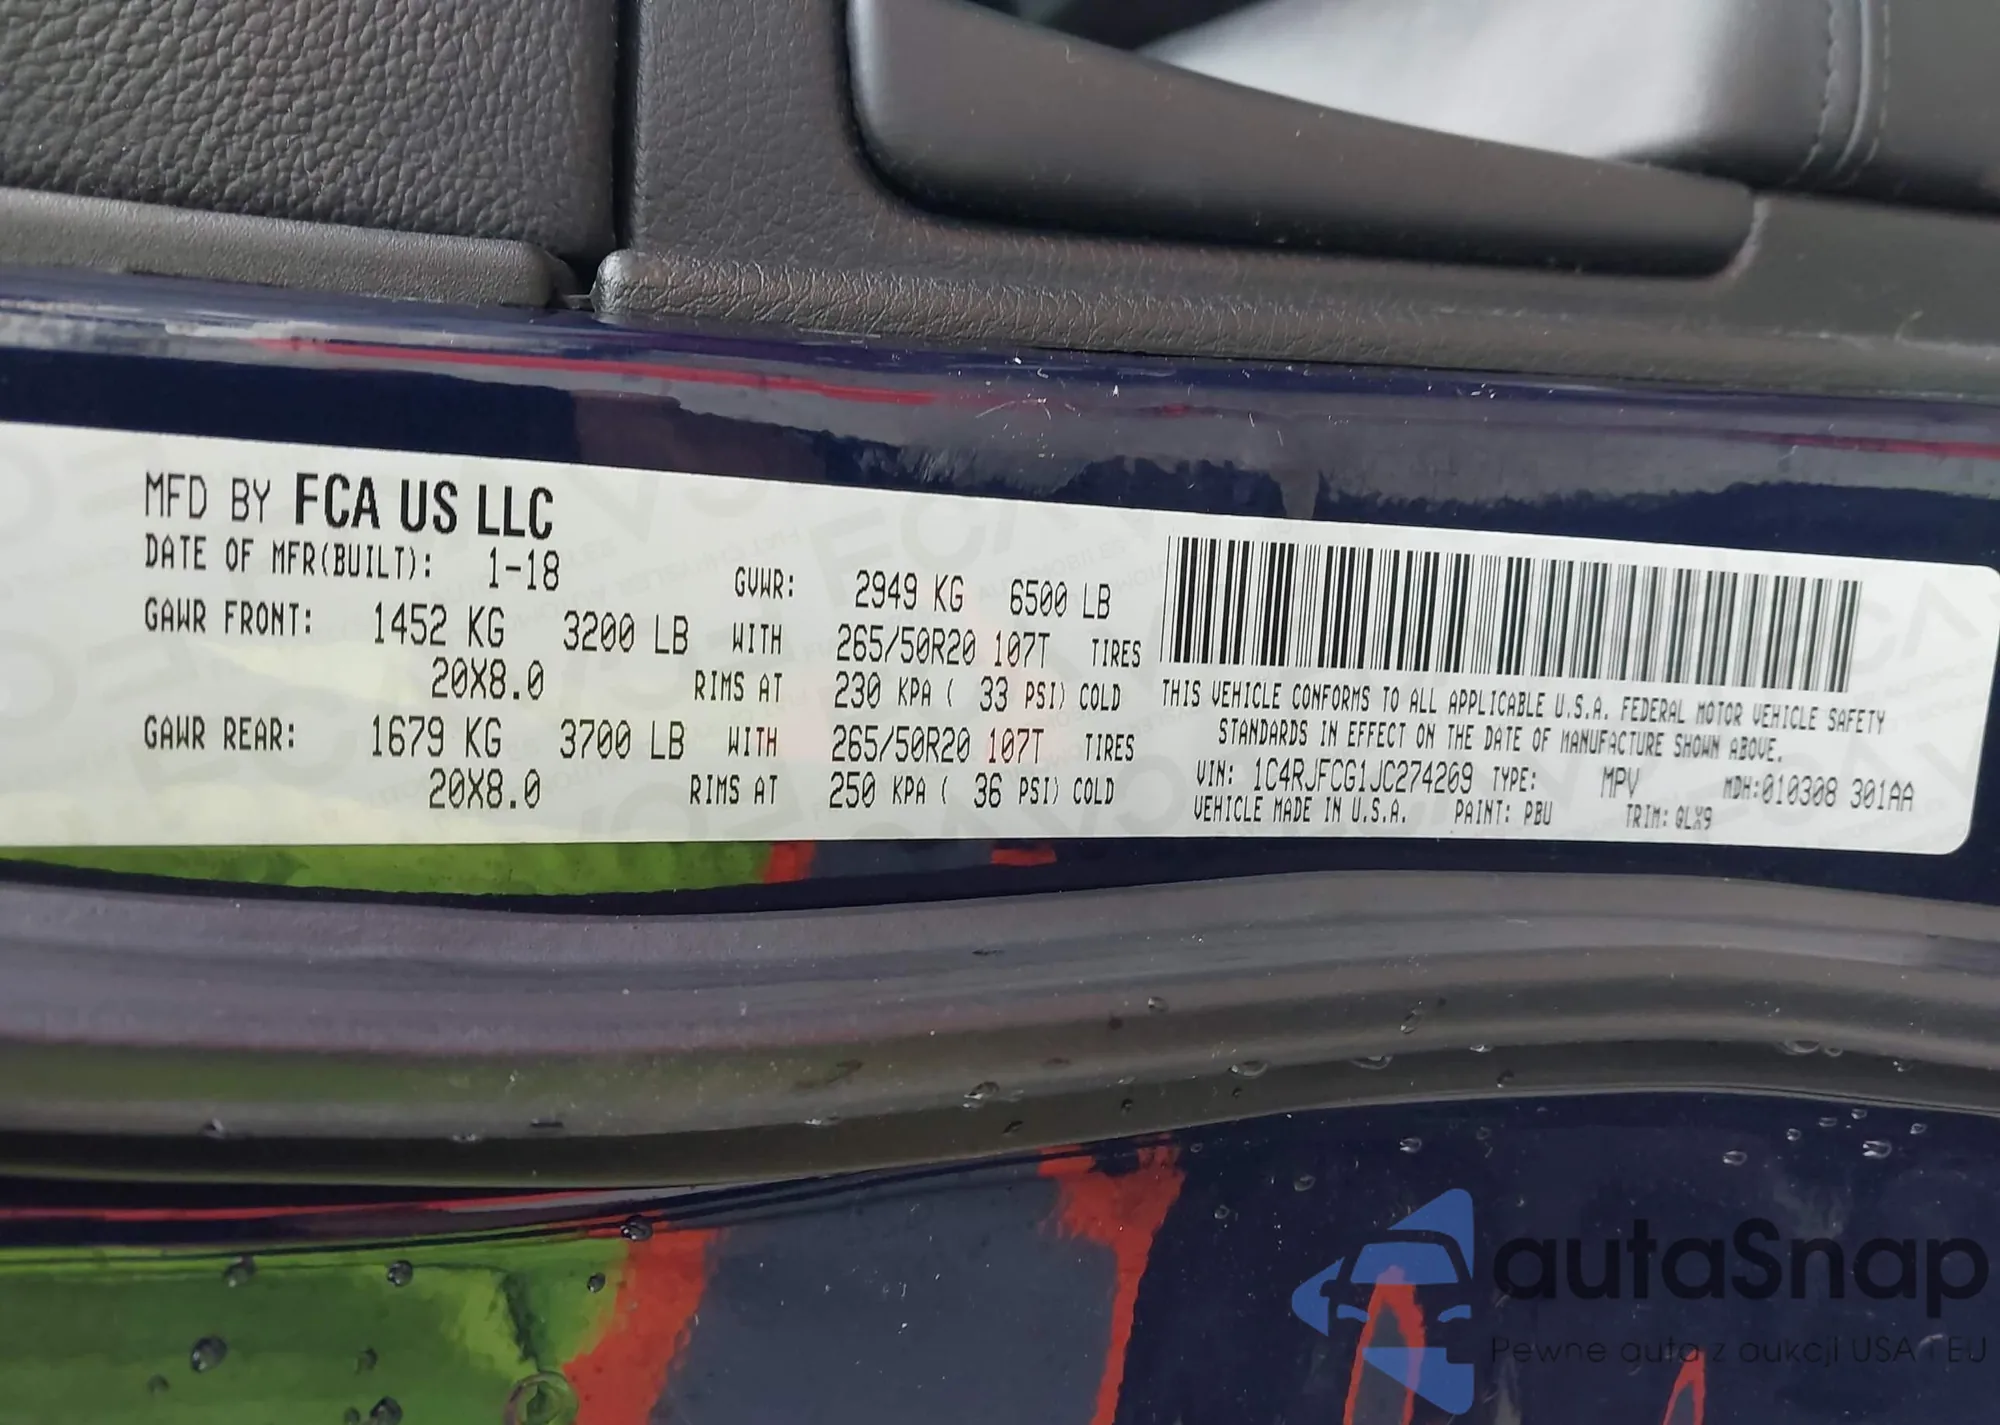 MFD BY FCA US LLC
DATE OF MFR(BUILT): 1-18
GVWR: 2949 KG 6500 LB
GAWR FRONT: 1452 KG 3200 LB WITH 265/50R20 107T TIRES
20X8.0 RIMS AT 230 KPA ( 33 PSI) COLD
GAWR REAR: 1679 KG 3700 LB WITH 265/50R20 107T TIRES
20X8.0 RIMS AT 250 KPA ( 36 PSI) COLD
THIS VEHICLE CONFORMS TO ALL APPLICABLE U.S.A. FEDERAL MOTOR VEHICLE SAFETY
STANDARDS IN EFFECT ON THE DATE OF MANUFACTURE SHOWN ABOVE.
VIN: 1C4RJFCG1JC274209 TYPE: MPV MDH:010308 301AA
VEHICLE MADE IN U.S.A. PAINT: PBU TRIM: QLX9
autaSnap
Pewne auta z aukcji USA i EU